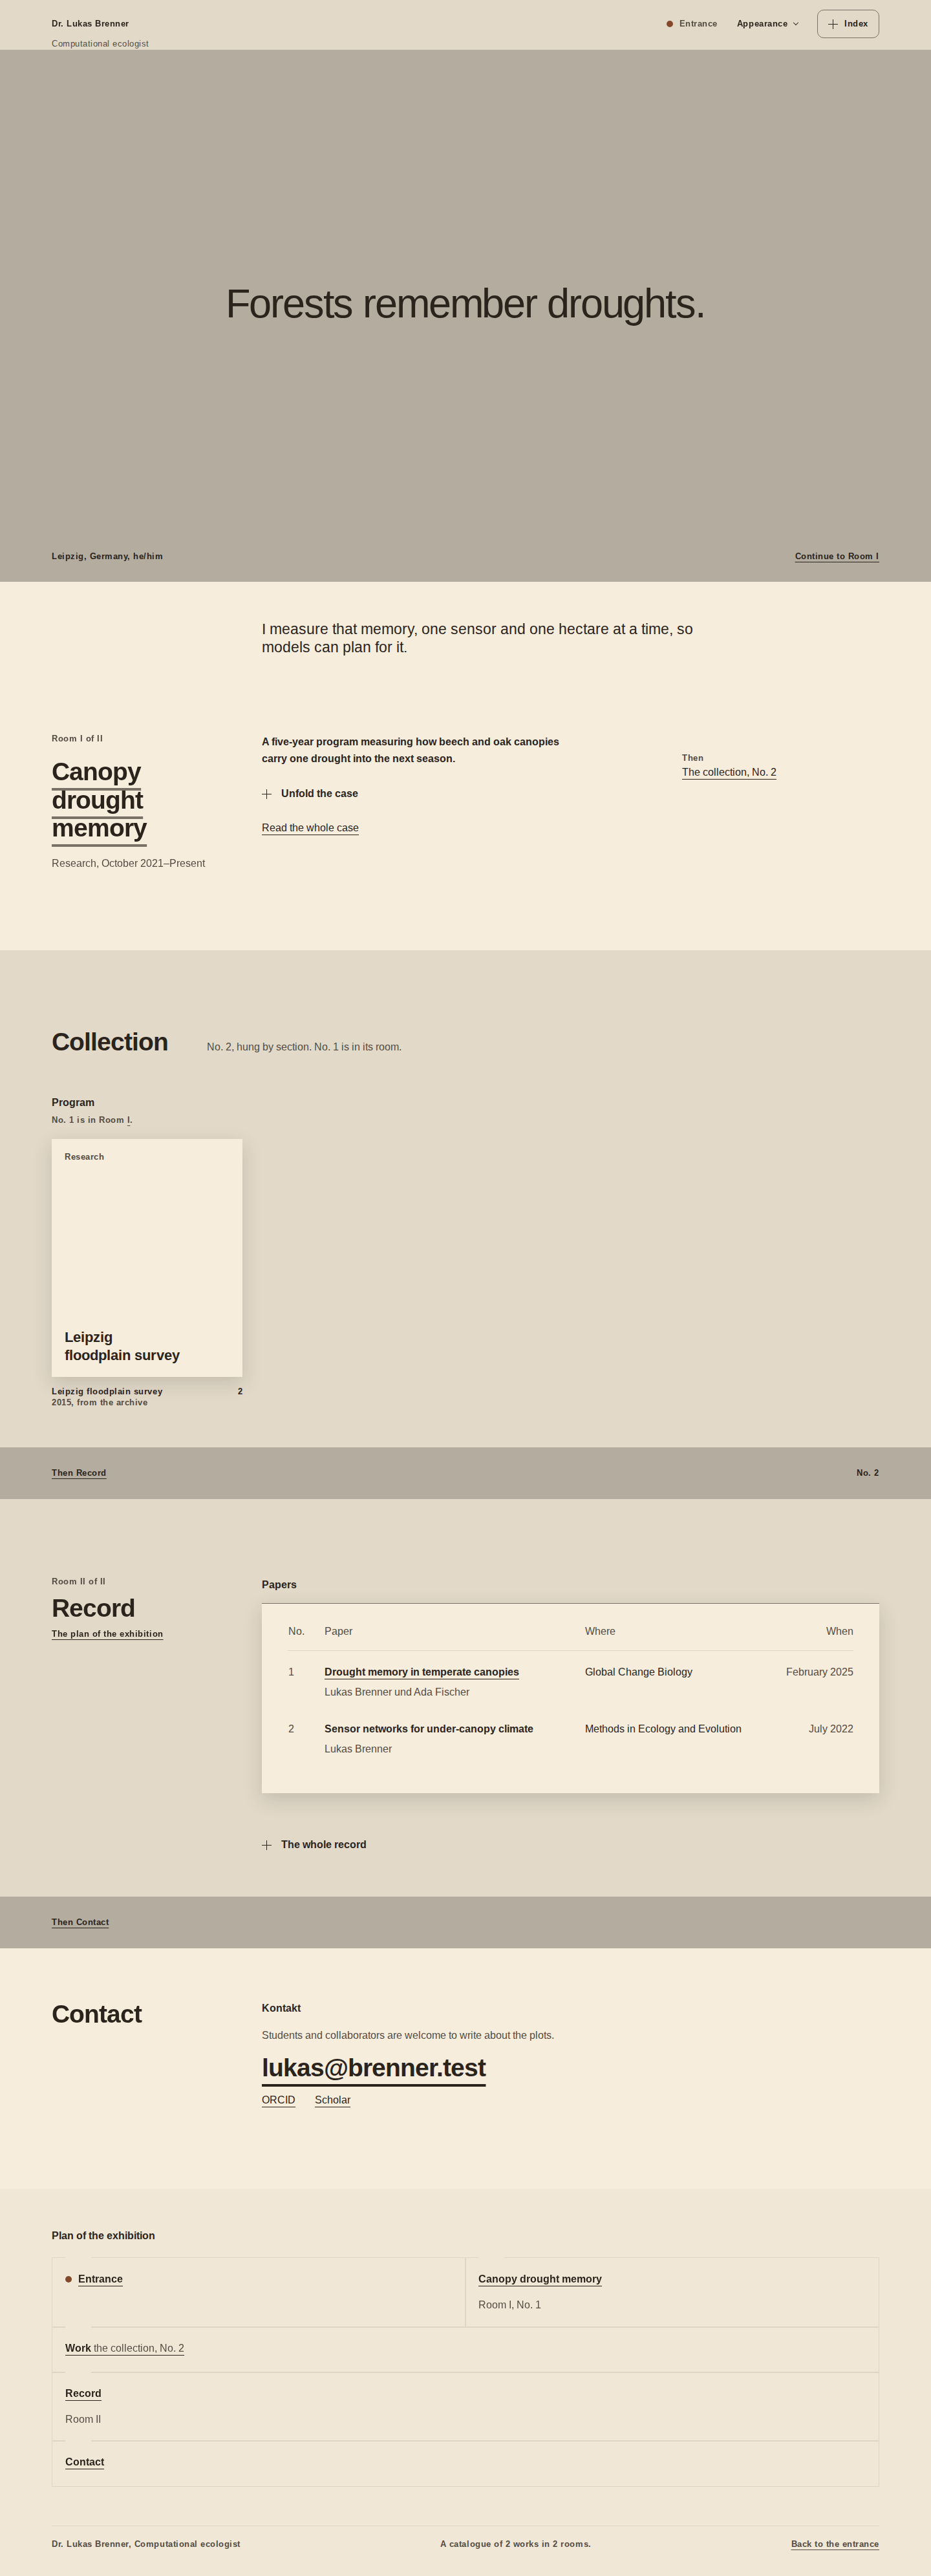 Dr. Lukas Brenner
Computational ecologist
Entrance
Appearance
Index
Forests remember droughts.
Leipzig, Germany, he/him
Continue to Room I
I measure that memory, one sensor and one hectare at a time, so
models can plan for it.
Room I of II
Canopy
drought
memory
Research, October 2021–Present
A five-year program measuring how beech and oak canopies
carry one drought into the next season.
Unfold the case
Read the whole case
Then
The collection, No. 2
Collection
No. 2, hung by section. No. 1 is in its room.
Program
No. 1 is in Room I.
Research
Leipzig
floodplain survey
Leipzig floodplain survey 2
2015, from the archive
Then Record
No. 2
Room II of II
Record
The plan of the exhibition
Papers
No. Paper Where When
1 Drought memory in temperate canopies Global Change Biology February 2025
Lukas Brenner und Ada Fischer
2 Sensor networks for under-canopy climate Methods in Ecology and Evolution July 2022
Lukas Brenner
The whole record
Then Contact
Contact
Kontakt
Students and collaborators are welcome to write about the plots.
lukas@brenner.test
ORCID Scholar
Plan of the exhibition
Entrance
Canopy drought memory
Room I, No. 1
Work the collection, No. 2
Record
Room II
Contact
Dr. Lukas Brenner, Computational ecologist
A catalogue of 2 works in 2 rooms.
Back to the entrance